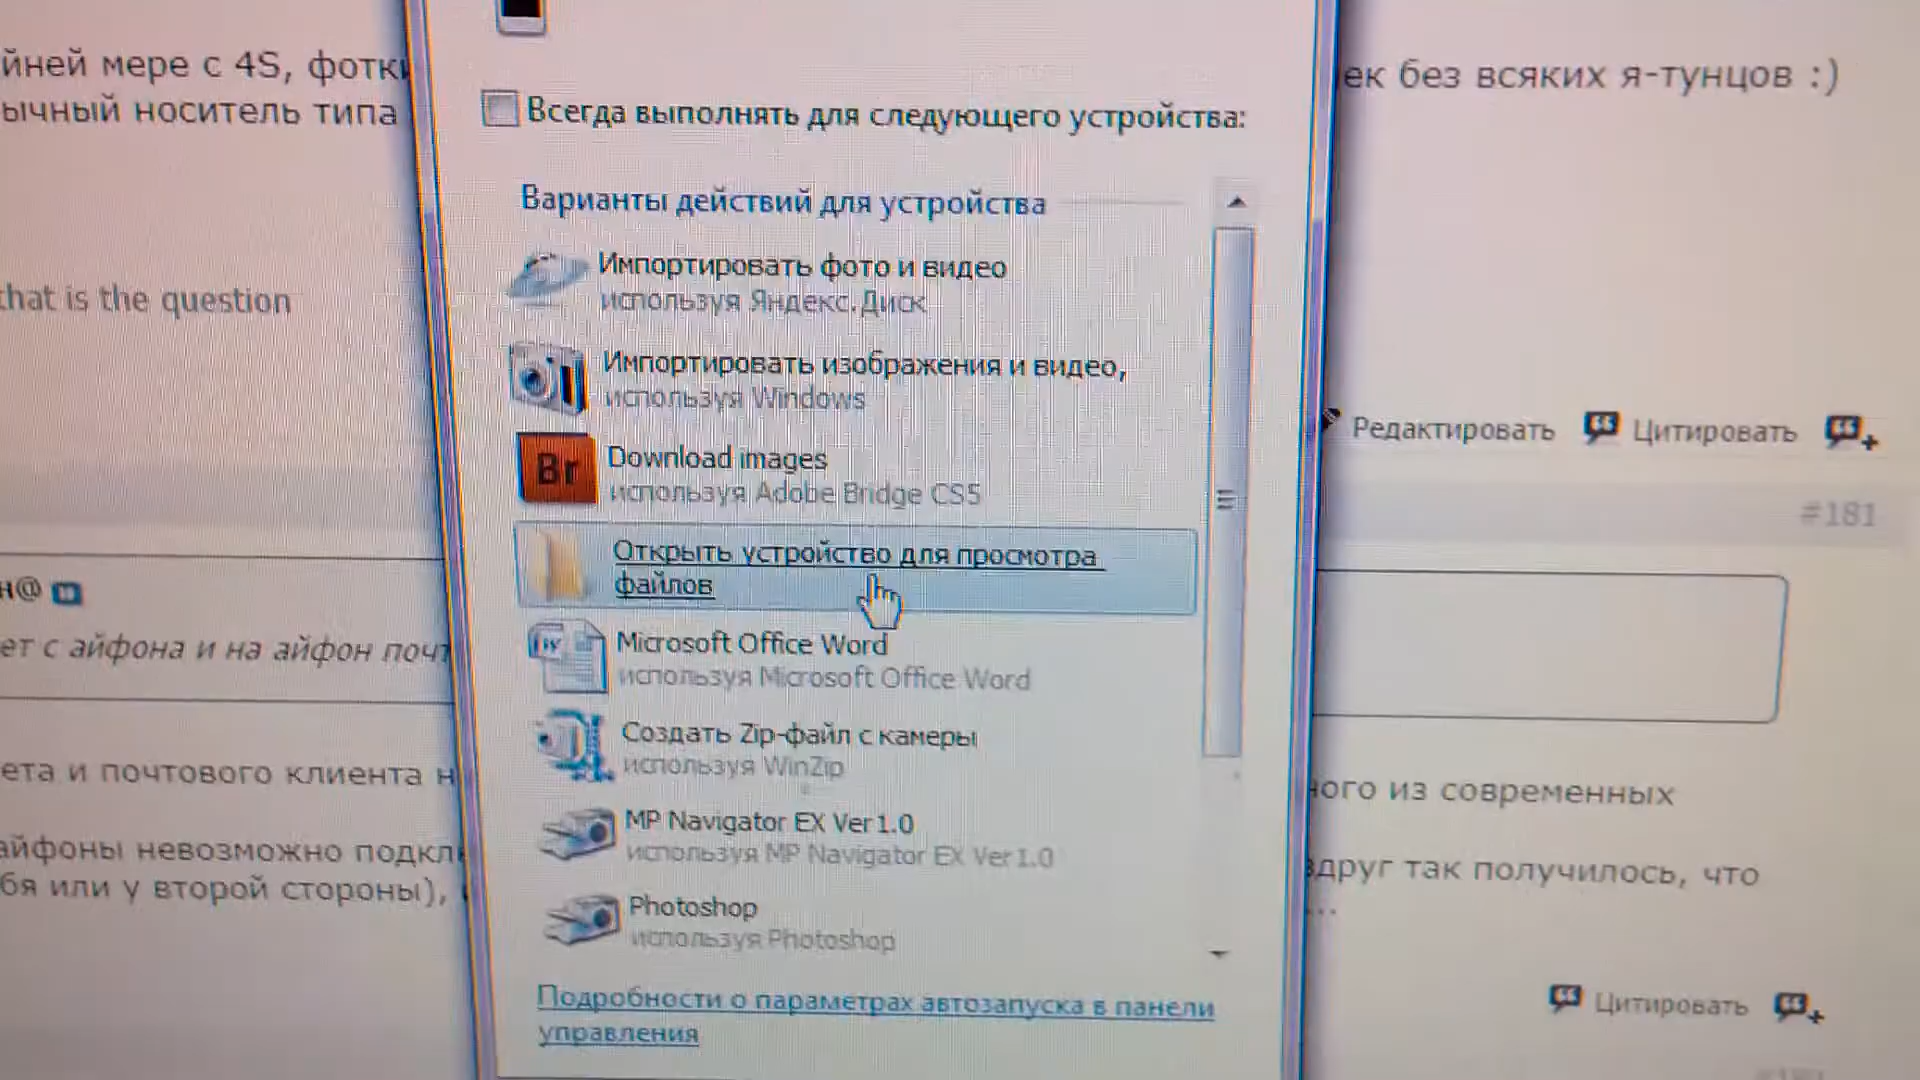 йней мере с 4S, фотки
ычный носитель типа
ек без всяких я-тунцов :)
Всегда выполнять для следующего устройства:
Варианты действий для устройства
Импортировать фото и видео
используя Яндекс.Диск
that is the question
Импортировать изображения и видео,
используя Windows
Редактировать
Цитировать
Br
Download images
используя Adobe Bridge CS5
#181
Открыть устройство для просмотра
файлов
н@
ет с айфона и на айфон почт
Microsoft Office Word
используя Microsoft Office Word
Создать Zip-файл с камеры
используя WinZip
ета и почтового клиента н
ного из современных
MP Navigator EX Ver1.0
используя MP Navigator EX Ver1.0
айфоны невозможно подкл
бя или у второй стороны),
вдруг так получилось, что
...
Photoshop
используя Photoshop
Подробности о параметрах автозапуска в панели
управления
Цитировать